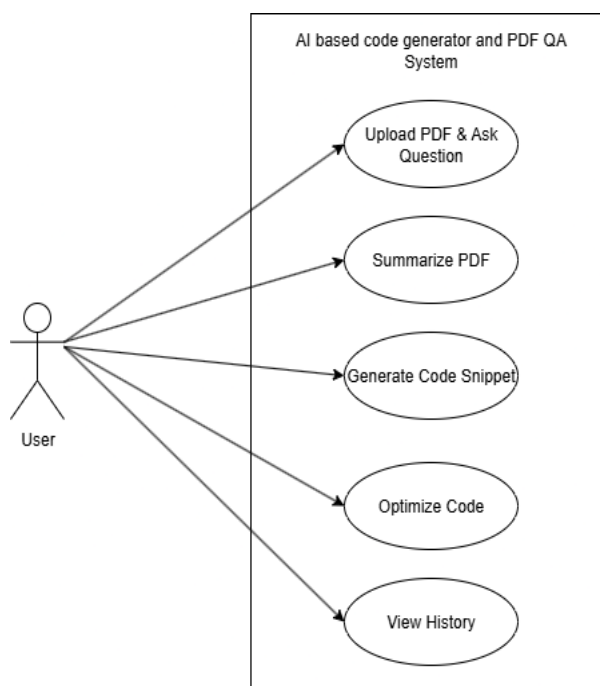 AI based code generator and PDF QA
System
Upload PDF & Ask
Question
Summarize PDF
Generate Code Snippet
User
Optimize Code
View History